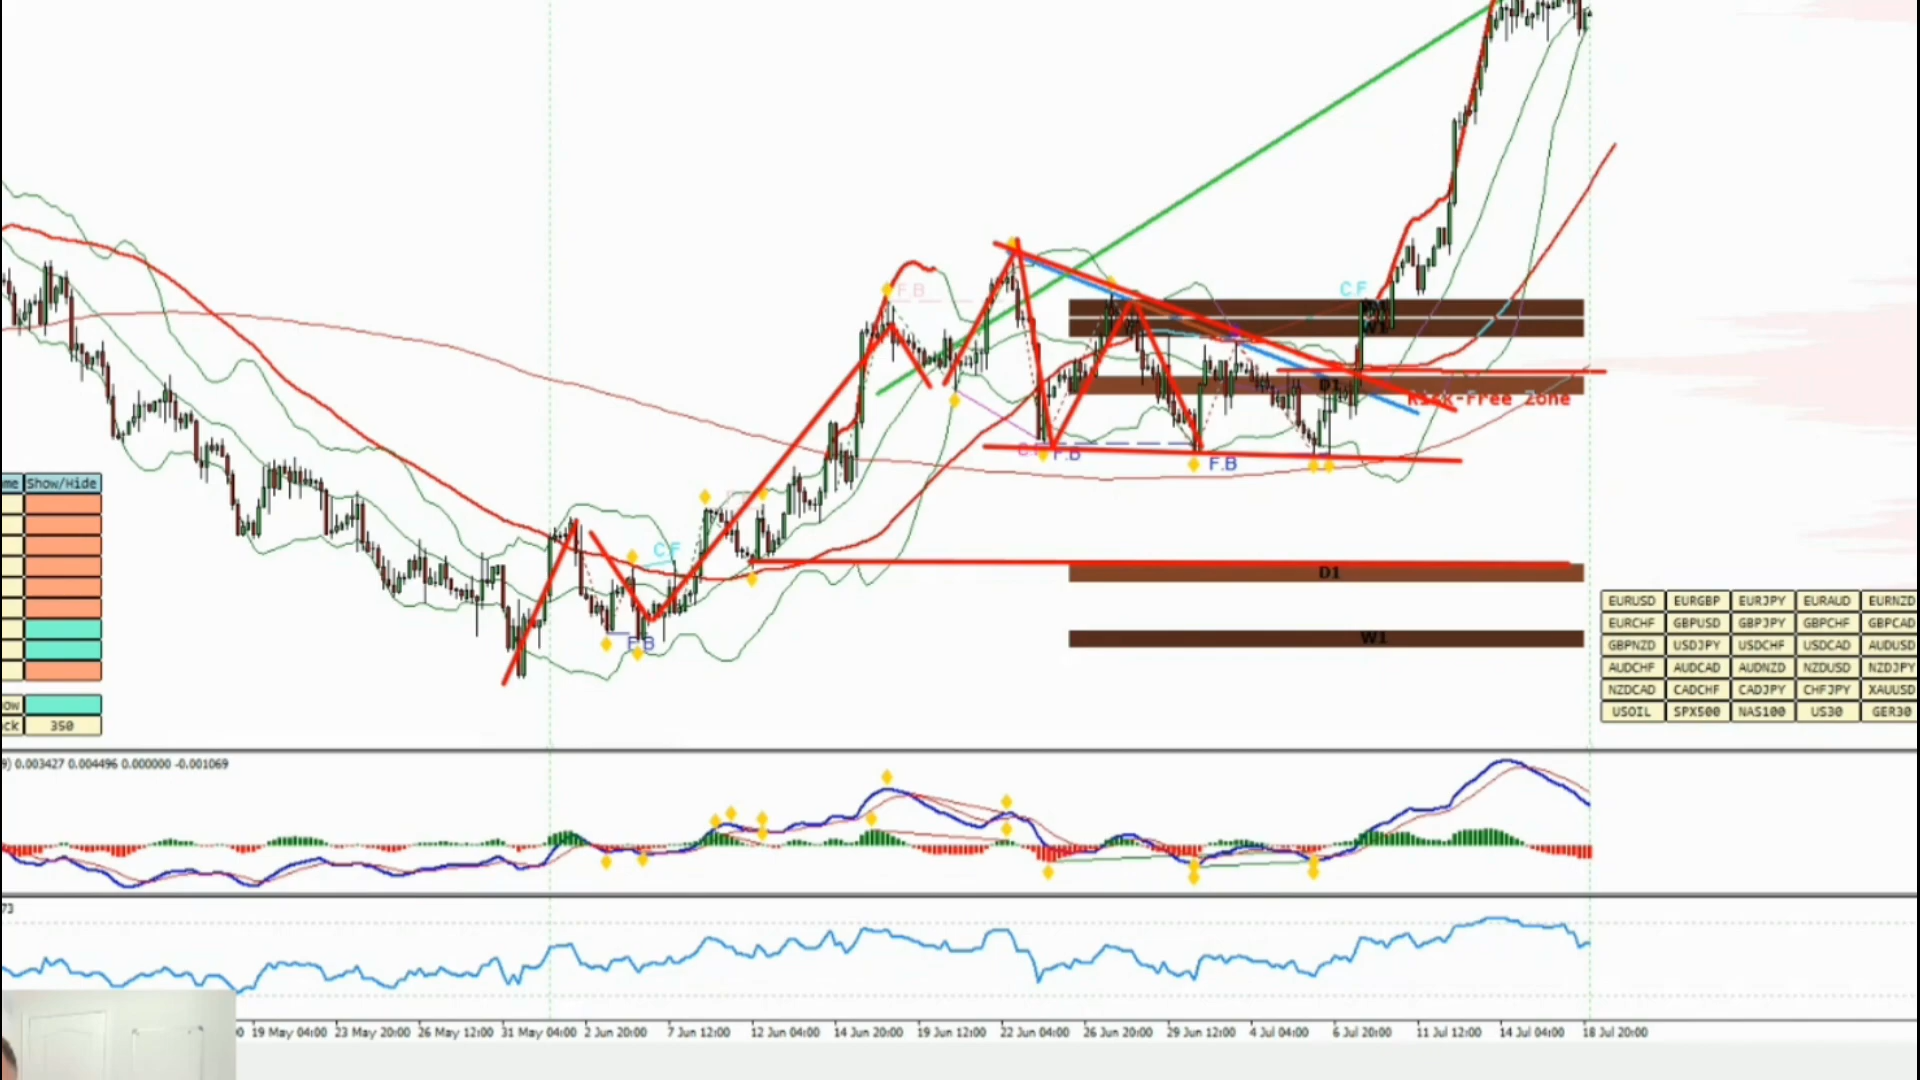 F.B
C.F
D1
W1
Risk-Free Zone
C.F
F.B
F.B
me Show/Hide
C.F
D1
F.B
W1
ow
ck 350
EURUSD EURGBP EURJPY EURAUD EURNZD
EURCHF GBPUSD GBPJPY GBPCHF GBPCAD
GBPNZD USDJPY USDCHF USDCAD AUDUSD
AUDCHF AUDCAD AUDNZD NZDUSD NZDJPY
NZDCAD CADCHF CADJPY CHFJPY XAUUSD
USOIL SPX500 NAS100 US30 GER30
9) 0.003427 0.004496 0.000000 -0.001069
73
00 19 May 04:00 23 May 20:00 26 May 12:00 31 May 04:00 2 Jun 20:00 7 Jun 12:00 12 Jun 04:00 14 Jun 20:00 19 Jun 12:00 22 Jun 04:00 26 Jun 20:00 29 Jun 12:00 4 Jul 04:00 6 Jul 20:00 11 Jul 12:00 14 Jul 04:00 18 Jul 20:00